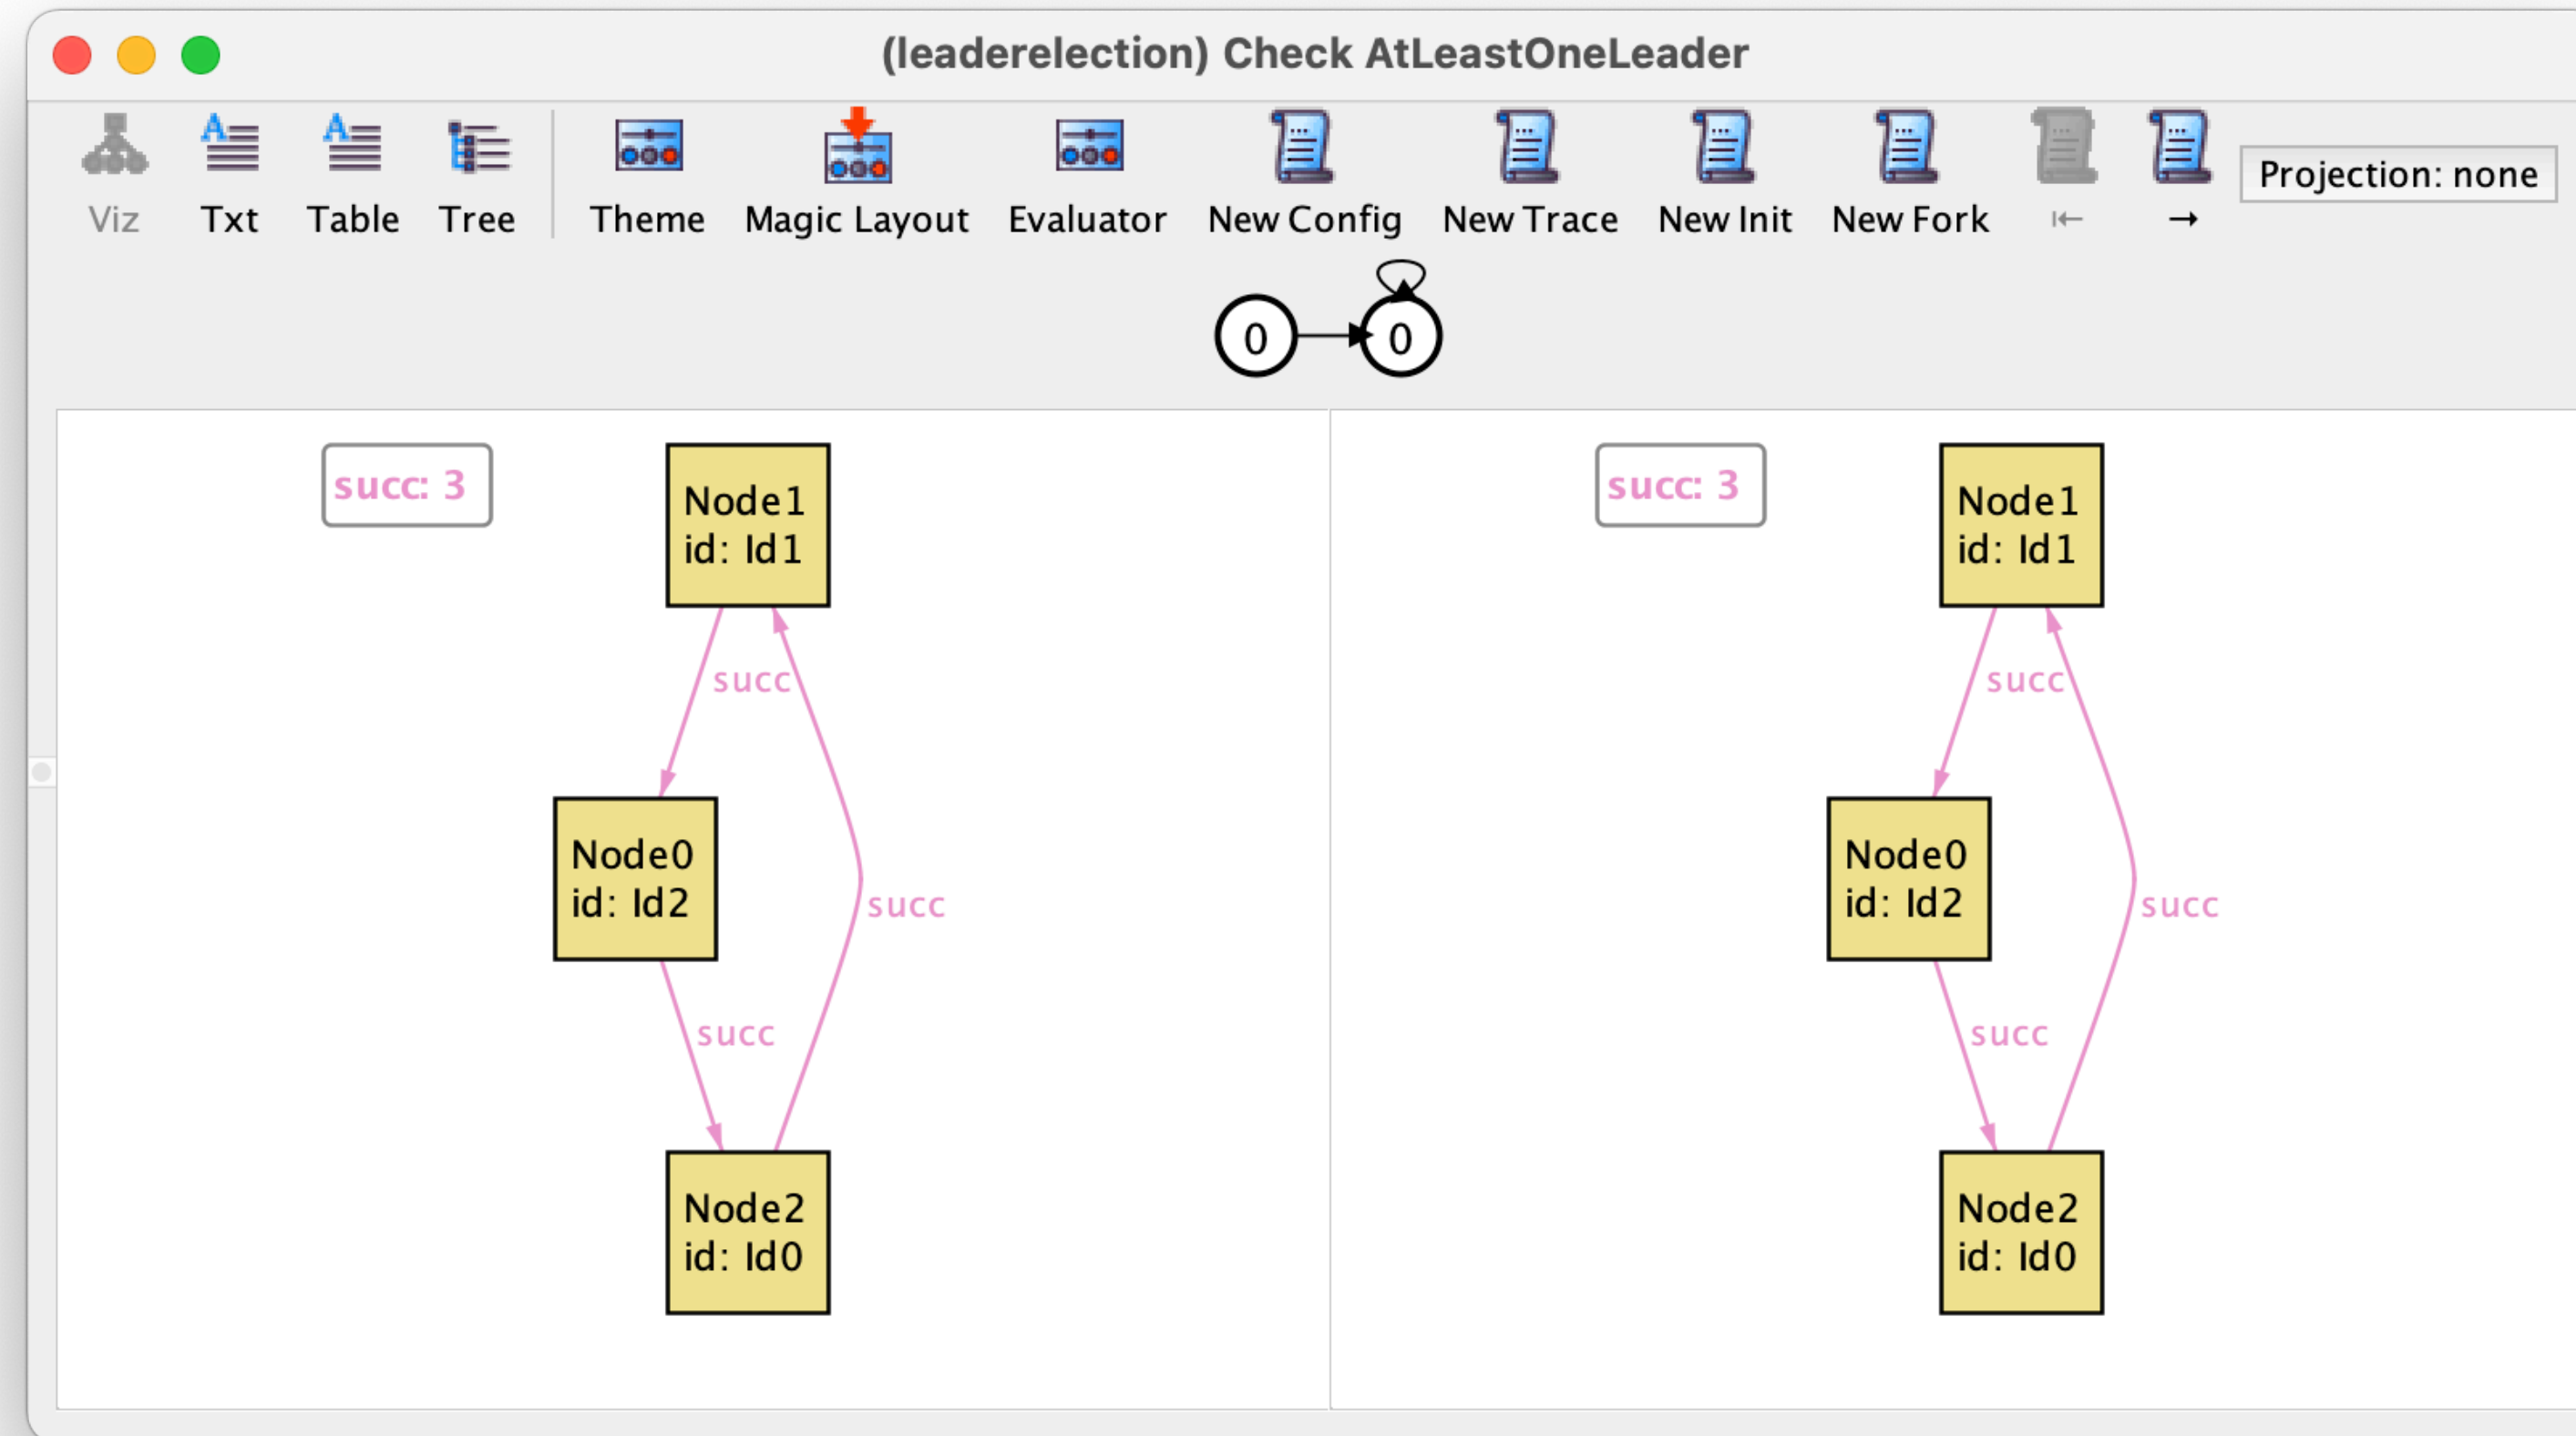 (leaderelection) Check AtLeastOneLeader
Viz Txt Table Tree Theme Magic Layout Evaluator New Config New Trace New Init New Fork ⇤ → Projection: none
0 0
succ: 3
Node1
id: Id1
succ
Node0
id: Id2
succ
succ
Node2
id: Id0
succ: 3
Node1
id: Id1
succ
Node0
id: Id2
succ
succ
Node2
id: Id0